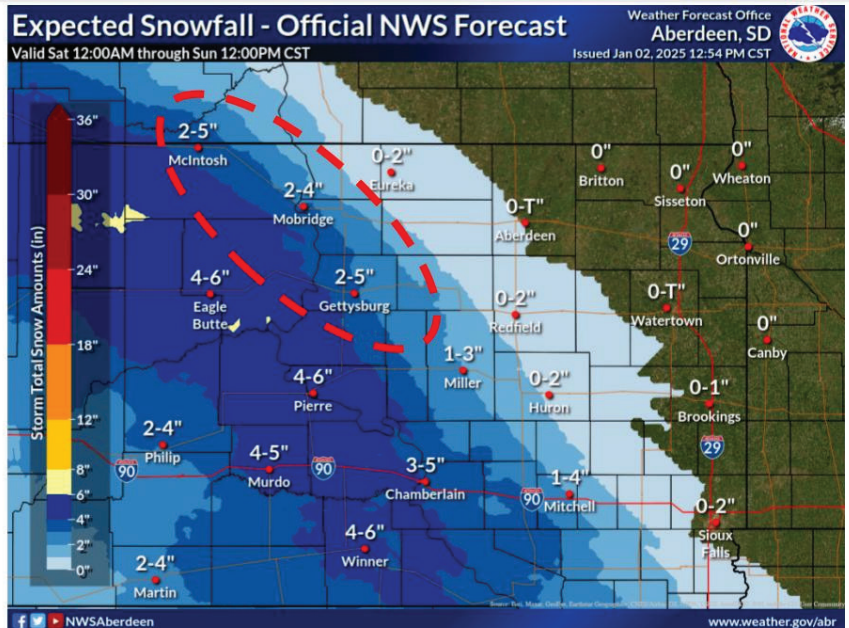 Expected Snowfall - Official NWS Forecast
Valid Sat 12:00AM through Sun 12:00PM CST
Weather Forecast Office
Aberdeen, SD
Issued Jan 02, 2025 12:54 PM CST
NATIONAL WEATHER SERVICE
Storm Total Snow Amounts (in)
36"
30"
24"
18"
12"
8"
6"
4"
2"
0"
2-5"
McIntosh
0-2"
Eureka
0"
Britton
0"
Sisseton
0"
Wheaton
2-4"
Mobridge
0-T"
Aberdeen
29
0"
Ortonville
4-6"
Eagle
Butte
2-5"
Gettysburg
0-2"
Redfield
0-T"
Watertown
0"
Canby
1-3"
Miller
4-6"
Pierre
0-2"
Huron
0-1"
Brookings
2-4"
Philip
29
90
4-5"
Murdo
90
3-5"
Chamberlain
90
1-4"
Mitchell
0-2"
Sioux
Falls
4-6"
Winner
2-4"
Martin
NWSAberdeen
www.weather.gov/abr